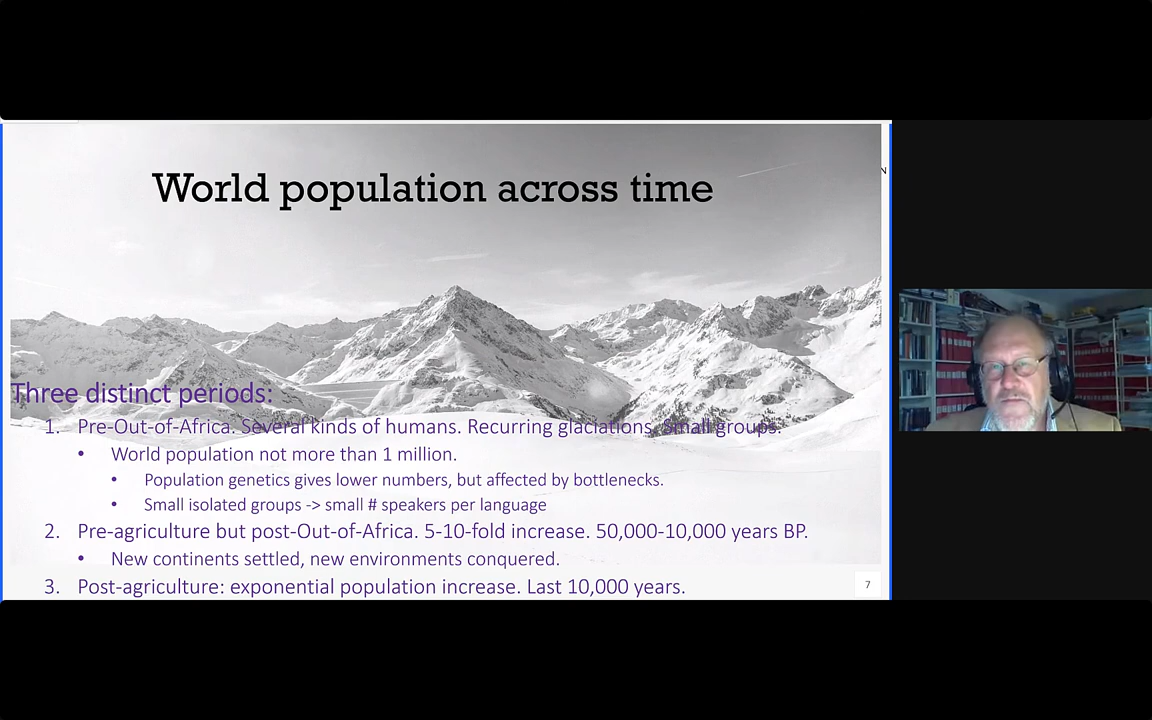 World population across time
Three distinct periods:
1. Pre-Out-of-Africa. Several kinds of humans. Recurring glaciations. Small groups.
• World population not more than 1 million.
• Population genetics gives lower numbers, but affected by bottlenecks.
• Small isolated groups -> small # speakers per language
2. Pre-agriculture but post-Out-of-Africa. 5-10-fold increase. 50,000-10,000 years BP.
• New continents settled, new environments conquered.
3. Post-agriculture: exponential population increase. Last 10,000 years.
7